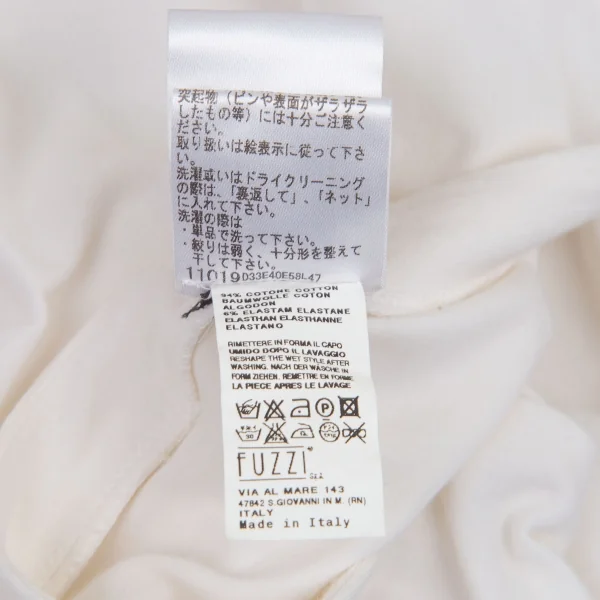 突起物（ピンや表面がザラザラ
したもの等）には十分ご注意く
ださい。
取り扱いは絵表示に従って下さ
い。
洗濯或いはドライクリーニング
の際は、「裏返して」、「ネット」
に入れて下さい。
洗濯の際は
・単品で洗って下さい。
・絞りは弱く、十分形を整えて
干して下さい。
11019D33E40E58L47
94% COTONE COTTON
BAUMWOLLE COTON
ALGODON
6% ELASTAM ELASTANE
ELASTHAN ELASTHANNE
ELASTANO
RIMETTERE IN FORMA IL CAPO
UMIDO DOPO IL LAVAGGIO
RESHAPE THE WET STYLE AFTER
WASHING. NACH DER WÄSCHE IN
FORM ZIEHEN. REMETTRE EN FORME
LA PIECE APRES LE LAVAGE
P
FUZZI
VIA AL MARE 143
47842 S.GIOVANNI IN M. (RN)
ITALY
Made in Italy